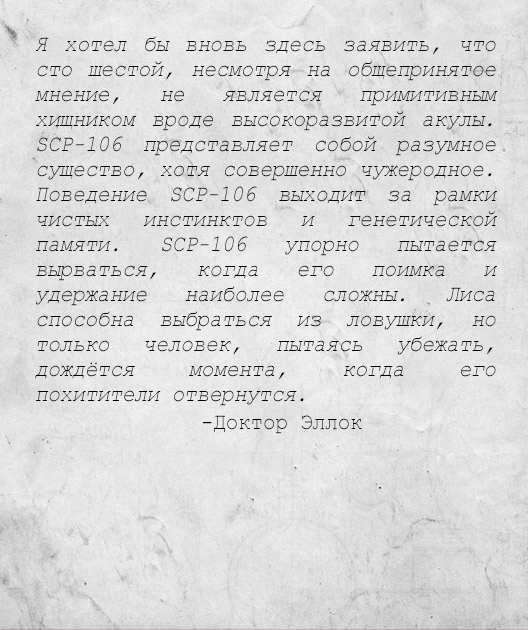 Я хотел бы вновь здесь заявить, что
сто шестой, несмотря на общепринятое
мнение, не является примитивным
хищником вроде высокоразвитой акулы.
SCP-106 представляет собой разумное
существо, хотя совершенно чужеродное.
Поведение SCP-106 выходит за рамки
чистых инстинктов и генетической
памяти. SCP-106 упорно пытается
вырваться, когда его поимка и
удержание наиболее сложны. Лиса
способна выбраться из ловушки, но
только человек, пытаясь убежать,
дождётся момента, когда его
похитители отвернутся.
-Доктор Эллок